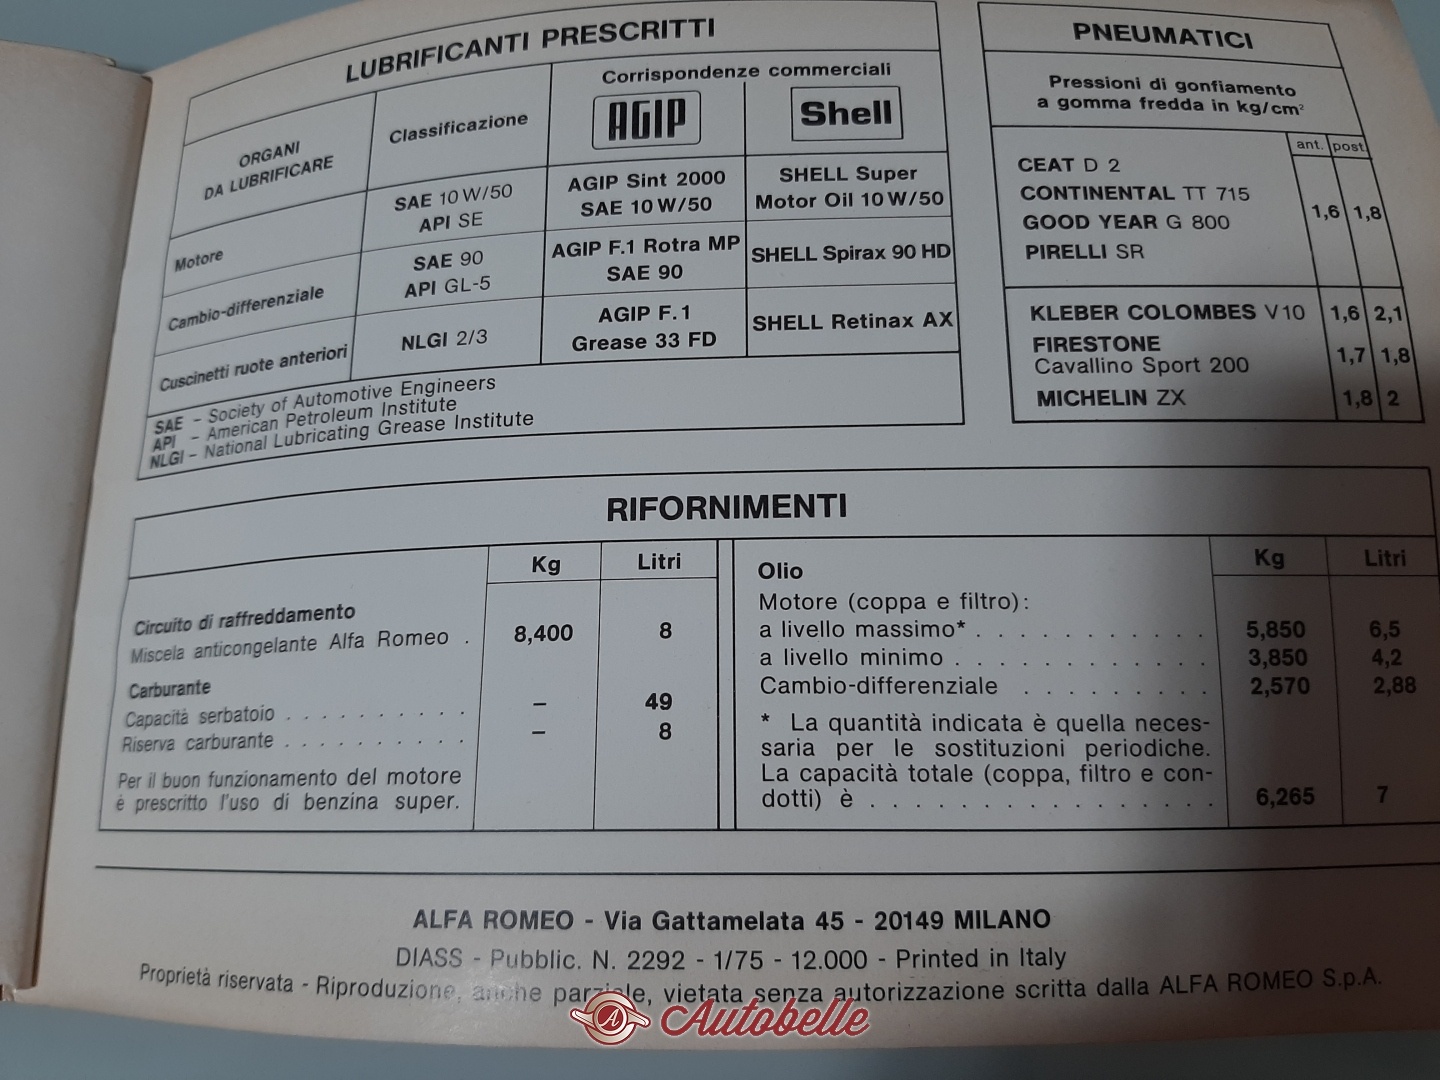 LUBRIFICANTI PRESCRITTI
ORGANI
DA LUBRIFICARE
Classificazione
Corrispondenze commerciali
AGIP
Shell
Motore
SAE 10 W/50
API SE
AGIP Sint 2000
SAE 10 W/50
SHELL Super
Motor Oil 10 W/50
Cambio-differenziale
SAE 90
API GL-5
AGIP F.1 Rotra MP
SAE 90
SHELL Spirax 90 HD
Cuscinetti ruote anteriori
NLGI 2/3
AGIP F.1
Grease 33 FD
SHELL Retinax AX
SAE - Society of Automotive Engineers
API - American Petroleum Institute
NLGI - National Lubricating Grease Institute
PNEUMATICI
Pressioni di gonfiamento
a gomma fredda in kg/cm²
ant. post.
CEAT D 2
CONTINENTAL TT 715
GOOD YEAR G 800
PIRELLI SR
1,6 1,8
KLEBER COLOMBES V 10 1,6 2,1
FIRESTONE
Cavallino Sport 200 1,7 1,8
MICHELIN ZX 1,8 2
RIFORNIMENTI
Kg Litri
Circuito di raffreddamento
Miscela anticongelante Alfa Romeo . 8,400 8
Carburante
Capacità serbatoio . . . . . . . . . . – 49
Riserva carburante . . . . . . . . . . – 8
Per il buon funzionamento del motore
è prescritto l'uso di benzina super.
Kg Litri
Olio
Motore (coppa e filtro):
a livello massimo* . . . . . . . . . . . 5,850 6,5
a livello minimo . . . . . . . . . . . . 3,850 4,2
Cambio-differenziale . . . . . . . . . 2,570 2,88
* La quantità indicata è quella neces-
saria per le sostituzioni periodiche.
La capacità totale (coppa, filtro e con-
dotti) è . . . . . . . . . . . . . . . . 6,265 7
ALFA ROMEO - Via Gattamelata 45 - 20149 MILANO
DIASS - Pubblic. N. 2292 - 1/75 - 12.000 - Printed in Italy
Proprietà riservata - Riproduzione, anche parziale, vietata senza autorizzazione scritta dalla ALFA ROMEO S.p.A.
A Autobelle